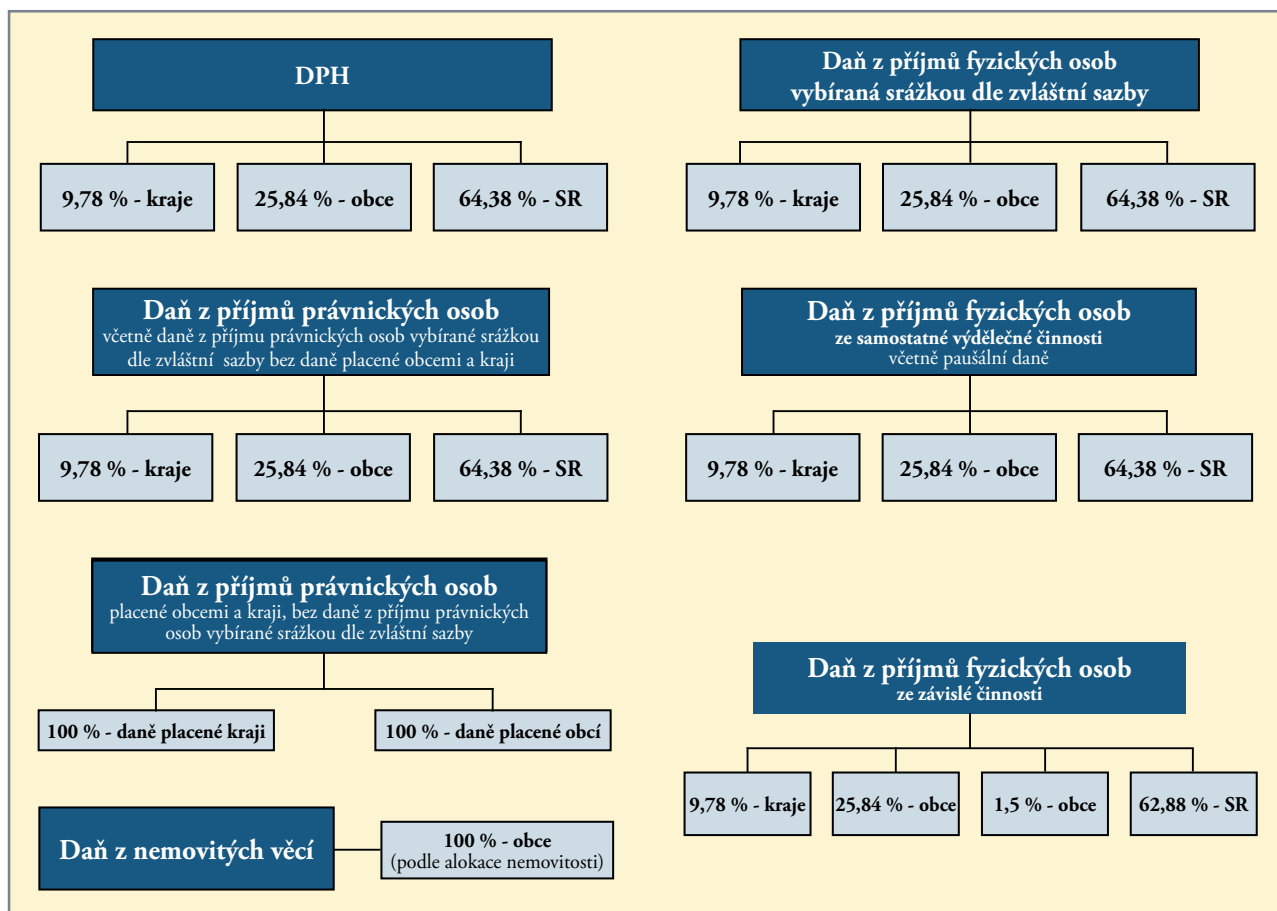 DPH
9,78 % - kraje
25,84 % - obce
64,38 % - SR
Daň z příjmů fyzických osob
vybíraná srážkou dle zvláštní sazby
9,78 % - kraje
25,84 % - obce
64,38 % - SR
Daň z příjmů právnických osob
včetně daně z příjmu právnických osob vybírané srážkou
dle zvláštní sazby bez daně placené obcemi a kraji
9,78 % - kraje
25,84 % - obce
64,38 % - SR
Daň z příjmů fyzických osob
ze samostatné výdělečné činnosti
včetně paušální daně
9,78 % - kraje
25,84 % - obce
64,38 % - SR
Daň z příjmů právnických osob
placené obcemi a kraji, bez daně z příjmu právnických
osob vybírané srážkou dle zvláštní sazby
100 % - daně placené kraji
100 % - daně placené obcí
Daň z příjmů fyzických osob
ze závislé činnosti
9,78 % - kraje
25,84 % - obce
1,5 % - obce
62,88 % - SR
Daň z nemovitých věcí
100 % - obce
(podle alokace nemovitosti)